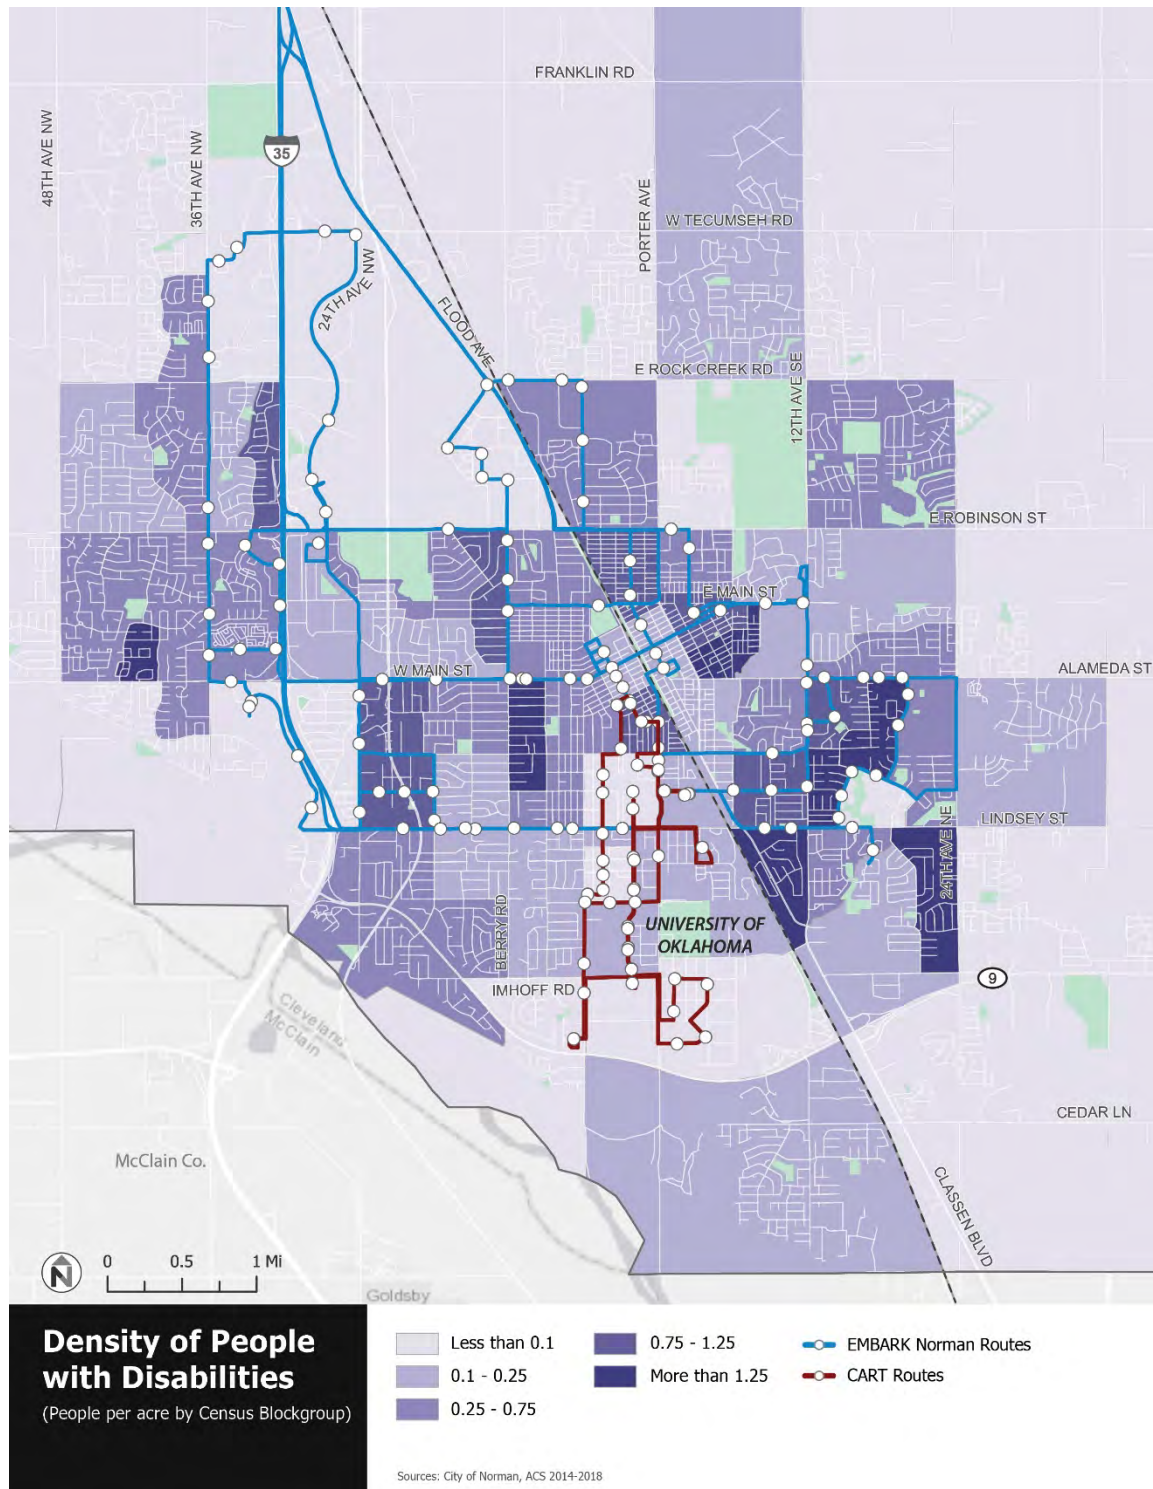 FRANKLIN RD
48TH AVE NW
36TH AVE NW
35
PORTER AVE
W TECUMSEH RD
24TH AVE NW
FLOOD AVE
E ROCK CREEK RD
12TH AVE SE
E ROBINSON ST
E MAIN ST
W MAIN ST
ALAMEDA ST
LINDSEY ST
24TH AVE NE
BERRY RD
UNIVERSITY OF
OKLAHOMA
IMHOFF RD
9
Cleveland
McClain
CEDAR LN
McClain Co.
CLASSEN BLVD
N
0 0.5 1 Mi
Goldsby
Density of People
with Disabilities
(People per acre by Census Blockgroup)
Less than 0.1
0.1 - 0.25
0.25 - 0.75
0.75 - 1.25
More than 1.25
EMBARK Norman Routes
CART Routes
Sources: City of Norman, ACS 2014-2018